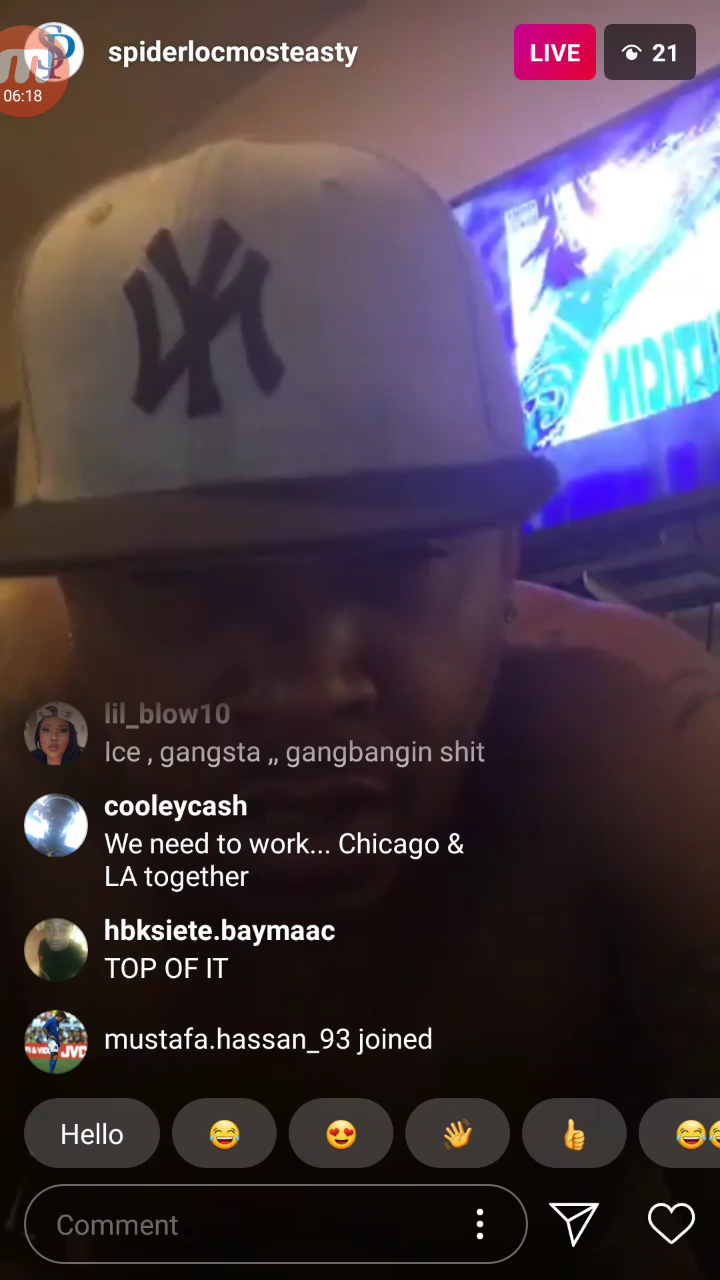 spiderlocmosteasty
LIVE
21
06:18
lil_blow10
Ice , gangsta ,, gangbangin shit
cooleycash
We need to work... Chicago &
LA together
hbksiete.baymaac
TOP OF IT
mustafa.hassan_93 joined
Hello
Comment